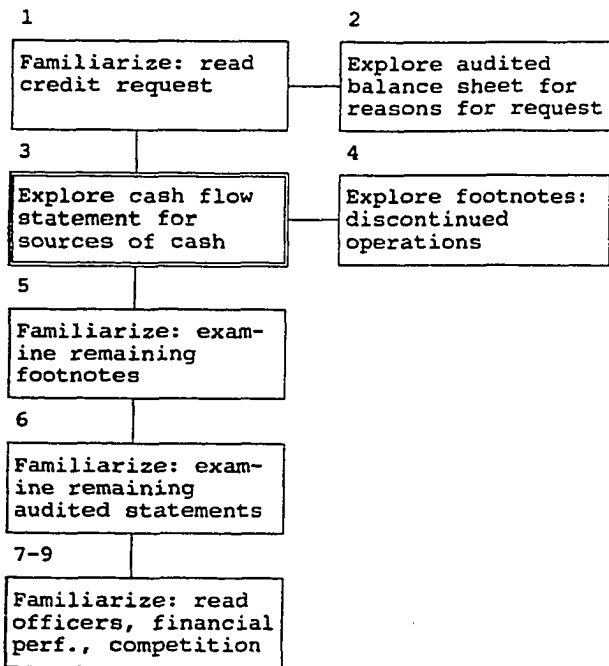 1
Familiarize: read
credit request
2
Explore audited
balance sheet for
reasons for request
3
Explore cash flow
statement for
sources of cash
4
Explore footnotes:
discontinued
operations
5
Familiarize: exam-
ine remaining
footnotes
6
Familiarize: exam-
ine remaining
audited statements
7-9
Familiarize: read
officers, financial
perf., competition